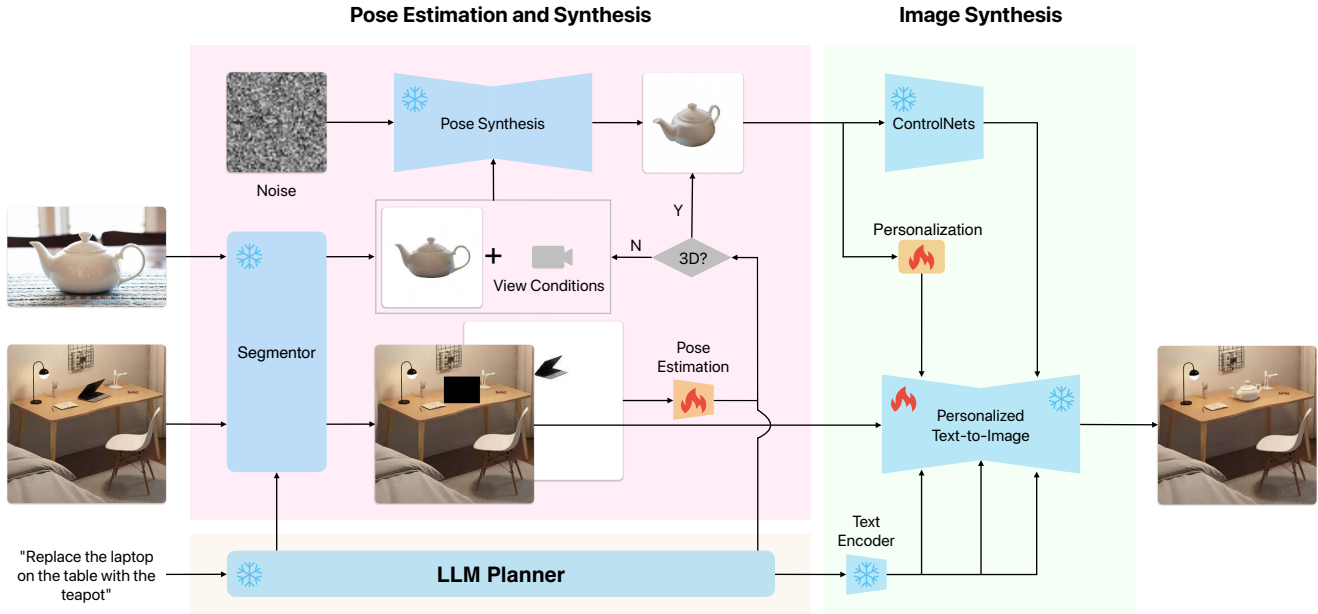 Pose Estimation and Synthesis
Image Synthesis
Noise
Pose Synthesis
ControlNets
Y
N
3D?
View Conditions
Personalization
Segmentor
Pose
Estimation
Personalized
Text-to-Image
"Replace the laptop
on the table with the
teapot"
LLM Planner
Text
Encoder